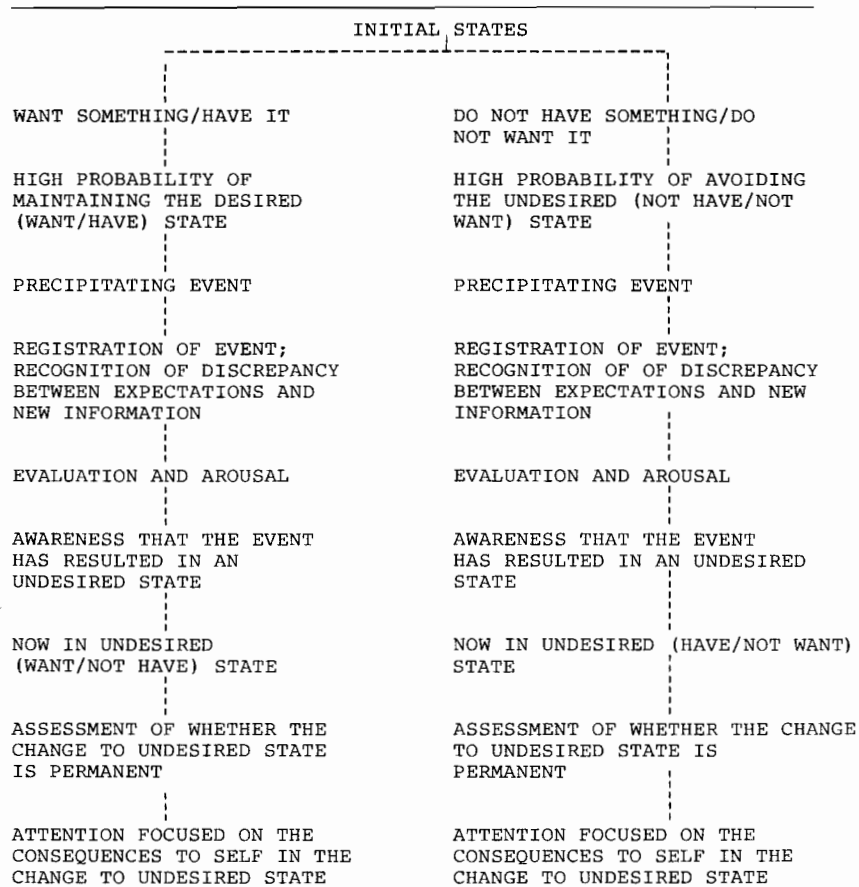 INITIAL STATES
WANT SOMETHING/HAVE IT
HIGH PROBABILITY OF
MAINTAINING THE DESIRED
(WANT/HAVE) STATE
PRECIPITATING EVENT
REGISTRATION OF EVENT;
RECOGNITION OF DISCREPANCY
BETWEEN EXPECTATIONS AND
NEW INFORMATION
EVALUATION AND AROUSAL
AWARENESS THAT THE EVENT
HAS RESULTED IN AN
UNDESIRED STATE
NOW IN UNDESIRED
(WANT/NOT HAVE) STATE
ASSESSMENT OF WHETHER THE
CHANGE TO UNDESIRED STATE
IS PERMANENT
ATTENTION FOCUSED ON THE
CONSEQUENCES TO SELF IN THE
CHANGE TO UNDESIRED STATE
DO NOT HAVE SOMETHING/DO
NOT WANT IT
HIGH PROBABILITY OF AVOIDING
THE UNDESIRED (NOT HAVE/NOT
WANT) STATE
PRECIPITATING EVENT
REGISTRATION OF EVENT;
RECOGNITION OF OF DISCREPANCY
BETWEEN EXPECTATIONS AND NEW
INFORMATION
EVALUATION AND AROUSAL
AWARENESS THAT THE EVENT
HAS RESULTED IN AN UNDESIRED
STATE
NOW IN UNDESIRED (HAVE/NOT WANT)
STATE
ASSESSMENT OF WHETHER THE CHANGE
TO UNDESIRED STATE IS
PERMANENT
ATTENTION FOCUSED ON THE
CONSEQUENCES TO SELF IN THE
CHANGE TO UNDESIRED STATE